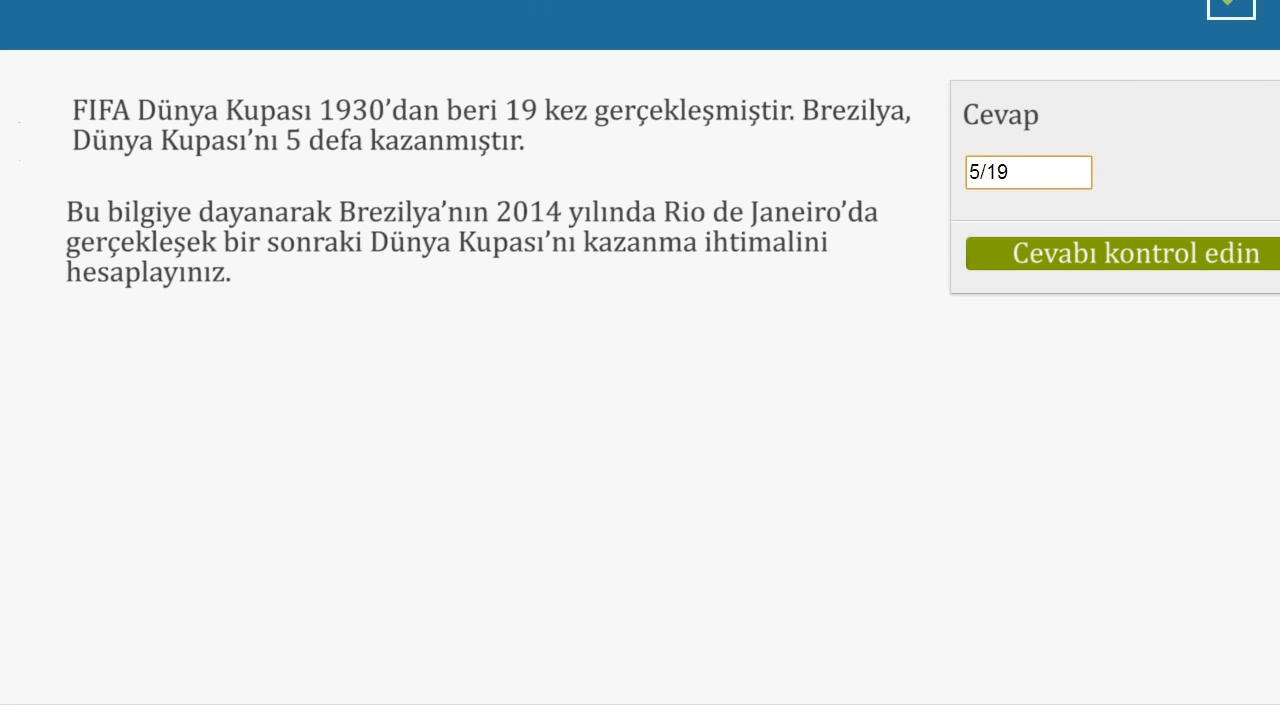 FIFA Dünya Kupası 1930’dan beri 19 kez gerçekleşmiştir. Brezilya,
Dünya Kupası’nı 5 defa kazanmıştır.
Bu bilgiye dayanarak Brezilya’nın 2014 yılında Rio de Janeiro’da
gerçekleşek bir sonraki Dünya Kupası’nı kazanma ihtimalini
hesaplayınız.
Cevap
5/19
Cevabı kontrol edin